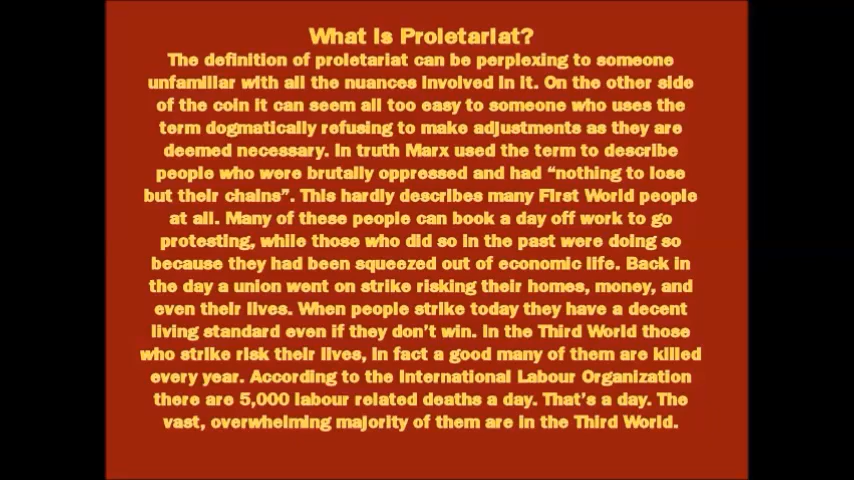 What Is Proletariat?
The definition of proletariat can be perplexing to someone
unfamiliar with all the nuances involved in it. On the other side
of the coin it can seem all too easy to someone who uses the
term dogmatically refusing to make adjustments as they are
deemed necessary. In truth Marx used the term to describe
people who were brutally oppressed and had “nothing to lose
but their chains”. This hardly describes many First World people
at all. Many of these people can book a day off work to go
protesting, while those who did so in the past were doing so
because they had been squeezed out of economic life. Back in
the day a union went on strike risking their homes, money, and
even their lives. When people strike today they have a decent
living standard even if they don’t win. In the Third World those
who strike risk their lives, in fact a good many of them are killed
every year. According to the International Labour Organization
there are 5,000 labour related deaths a day. That’s a day. The
vast, overwhelming majority of them are in the Third World.